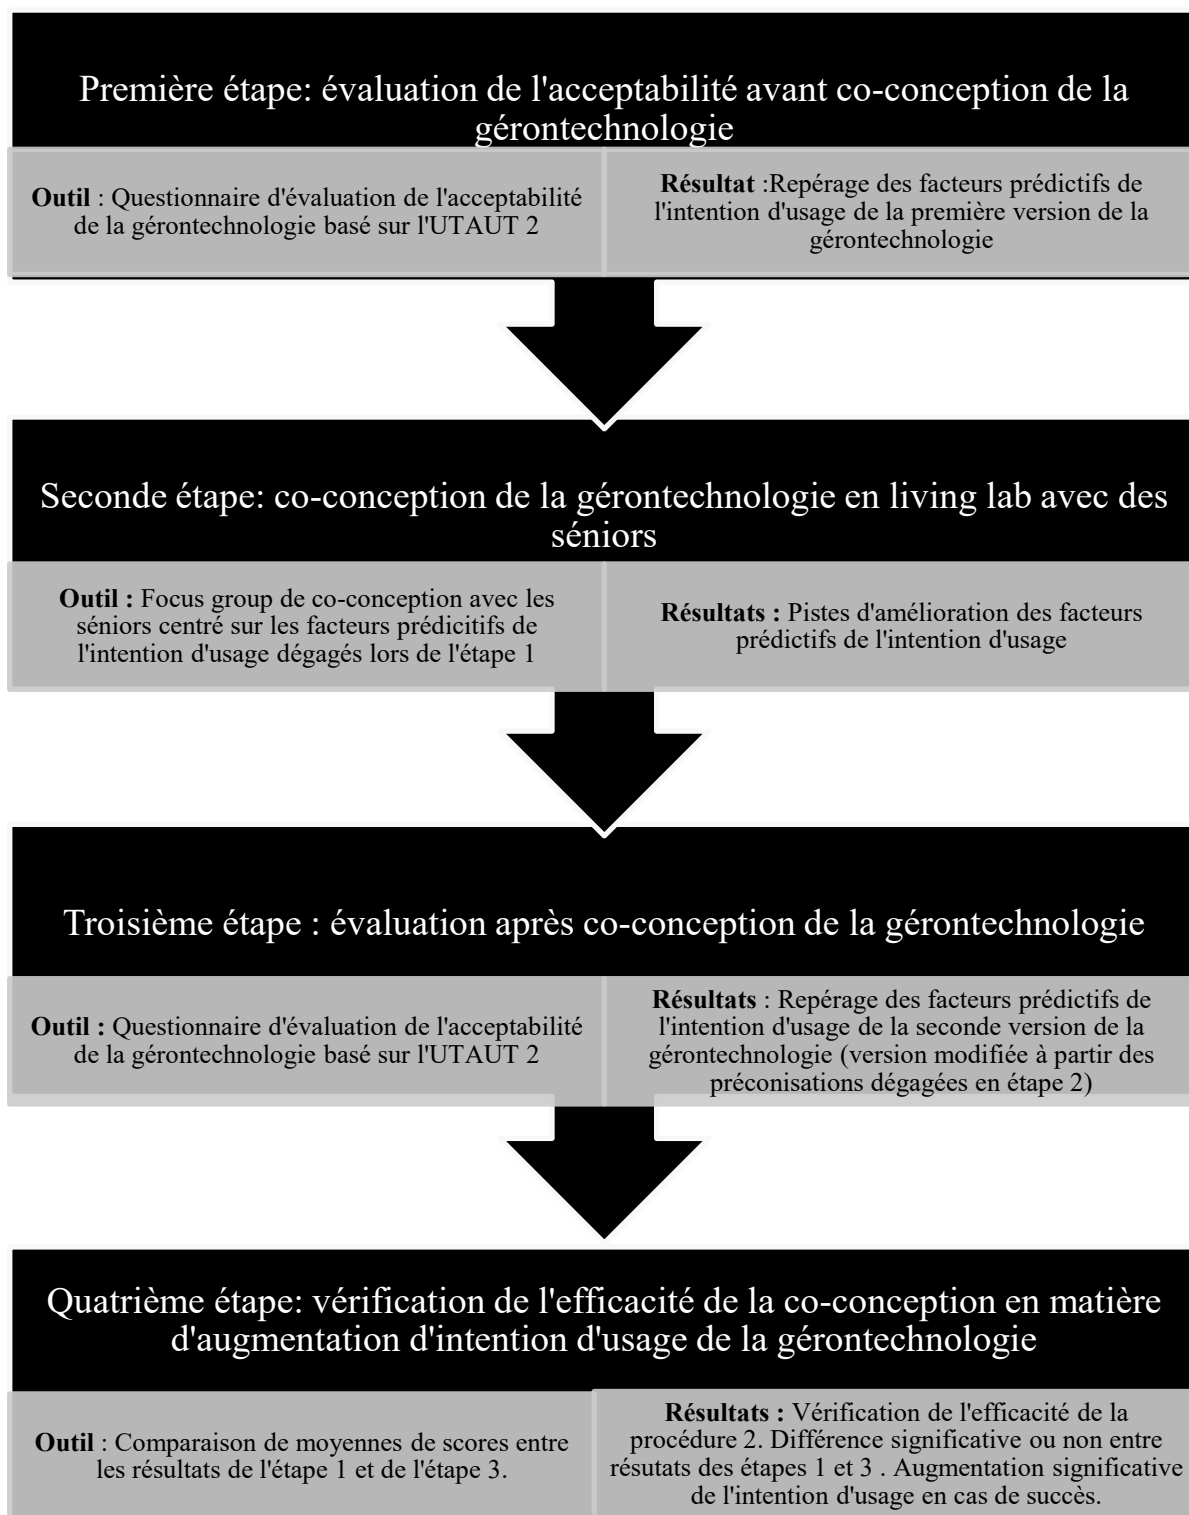 Première étape: évaluation de l'acceptabilité avant co-conception de la
gérontechnologie
Outil : Questionnaire d'évaluation de l'acceptabilité
de la gérontechnologie basé sur l'UTAUT 2
Résultat :Repérage des facteurs prédictifs de
l'intention d'usage de la première version de la
gérontechnologie
Seconde étape: co-conception de la gérontechnologie en living lab avec des
séniors
Outil : Focus group de co-conception avec les
séniors centré sur les facteurs prédicitifs de
l'intention d'usage dégagés lors de l'étape 1
Résultats : Pistes d'amélioration des facteurs
prédictifs de l'intention d'usage
Troisième étape : évaluation après co-conception de la gérontechnologie
Outil : Questionnaire d'évaluation de l'acceptabilité
de la gérontechnologie basé sur l'UTAUT 2
Résultats : Repérage des facteurs prédictifs de
l'intention d'usage de la seconde version de la
gérontechnologie (version modifiée à partir des
préconisations dégagées en étape 2)
Quatrième étape: vérification de l'efficacité de la co-conception en matière
d'augmentation d'intention d'usage de la gérontechnologie
Outil : Comparaison de moyennes de scores entre
les résultats de l'étape 1 et de l'étape 3.
Résultats : Vérification de l'efficacité de la
procédure 2. Différence significative ou non entre
résutats des étapes 1 et 3 . Augmentation significative
de l'intention d'usage en cas de succès.